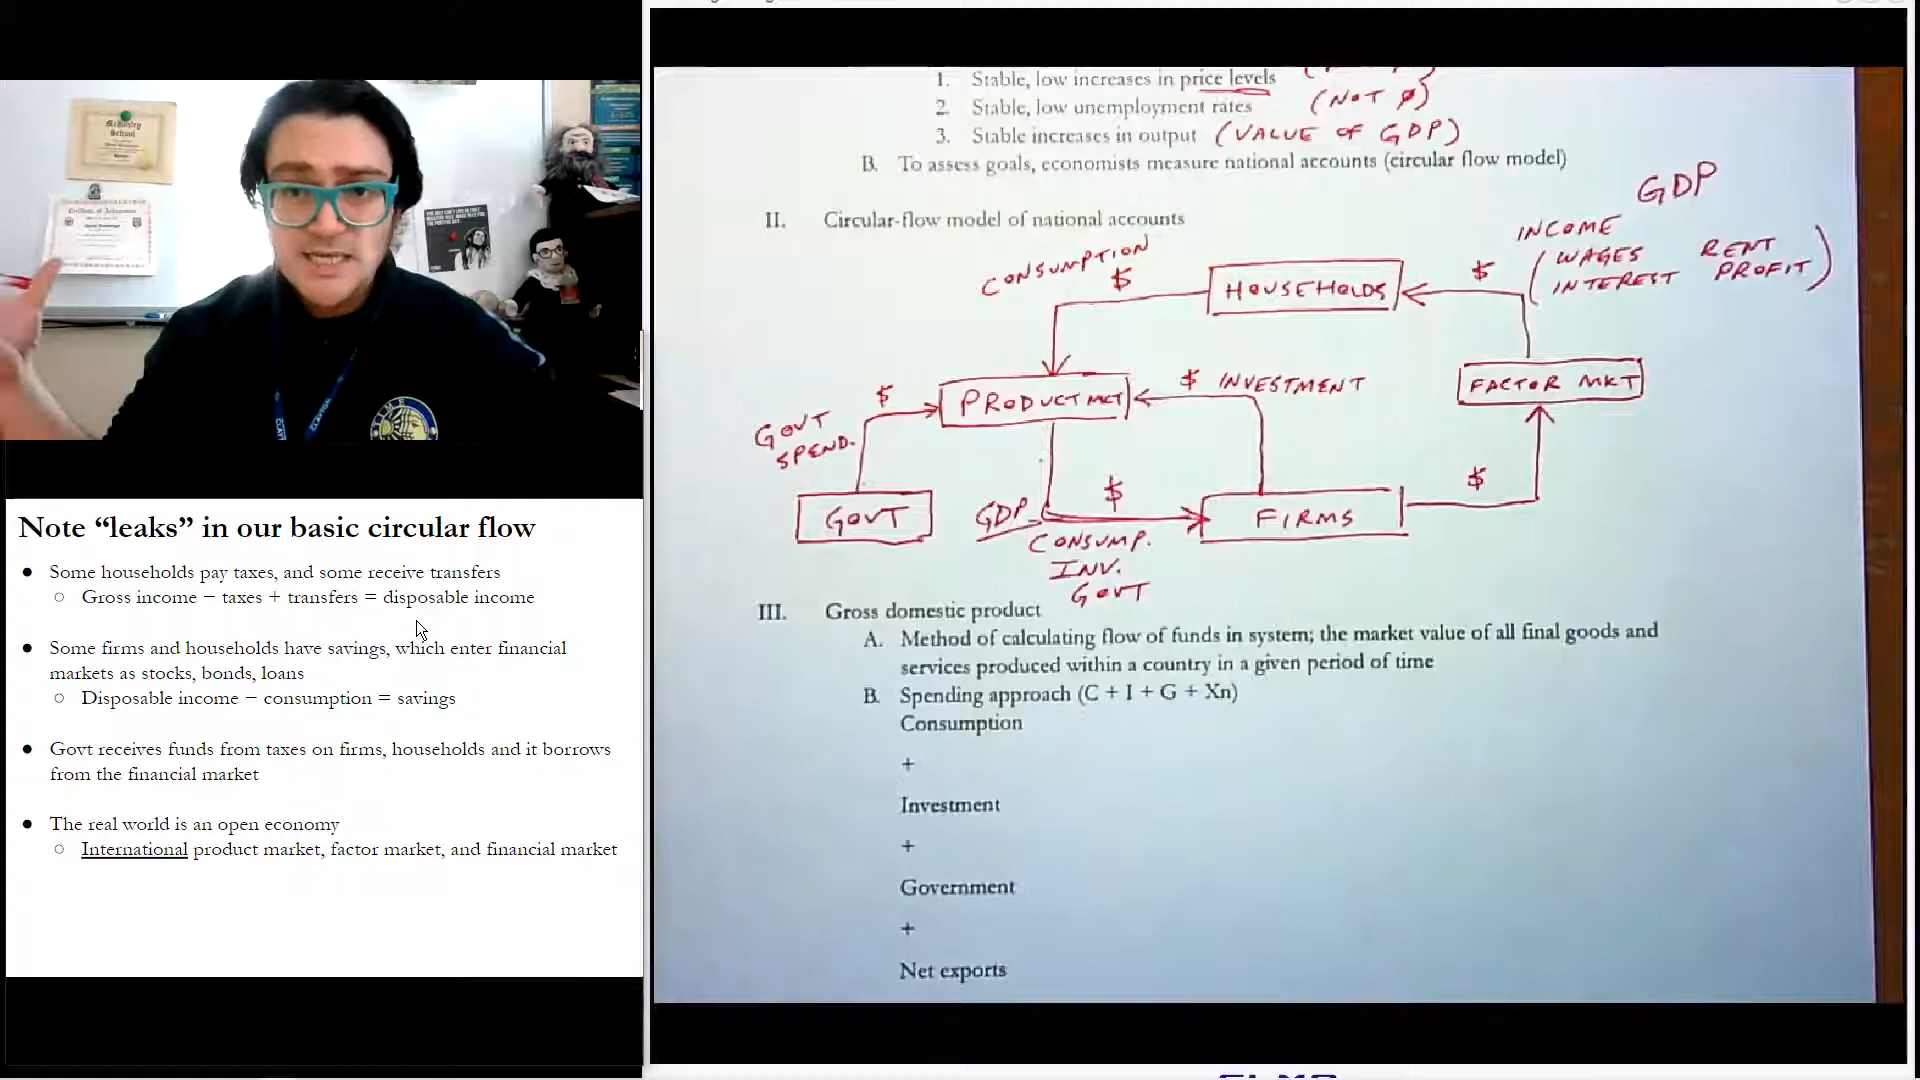 McKinley
School
Certificate of Achievement
TIME
Note “leaks” in our basic circular flow
● Some households pay taxes, and some receive transfers
○ Gross income − taxes + transfers = disposable income
● Some firms and households have savings, which enter financial
markets as stocks, bonds, loans
○ Disposable income − consumption = savings
● Govt receives funds from taxes on firms, households and it borrows
from the financial market
● The real world is an open economy
○ International product market, factor market, and financial market
1. Stable, low increases in price levels
2. Stable, low unemployment rates (NOT Ø)
3. Stable increases in output (VALUE OF GDP)
B. To assess goals, economists measure national accounts (circular flow model)
GDP
II. Circular-flow model of national accounts
INCOME
CONSUMPTION
$
HOUSEHOLDS
$
(WAGES RENT
INTEREST PROFIT)
FACTOR MKT
$ INVESTMENT
PRODUCT MKT
$
GOVT
SPEND.
$
$
GOVT
GDP
FIRMS
CONSUMP.
INV.
GOVT
III. Gross domestic product
A. Method of calculating flow of funds in system; the market value of all final goods and
services produced within a country in a given period of time
B. Spending approach (C + I + G + Xn)
Consumption
+
Investment
+
Government
+
Net exports